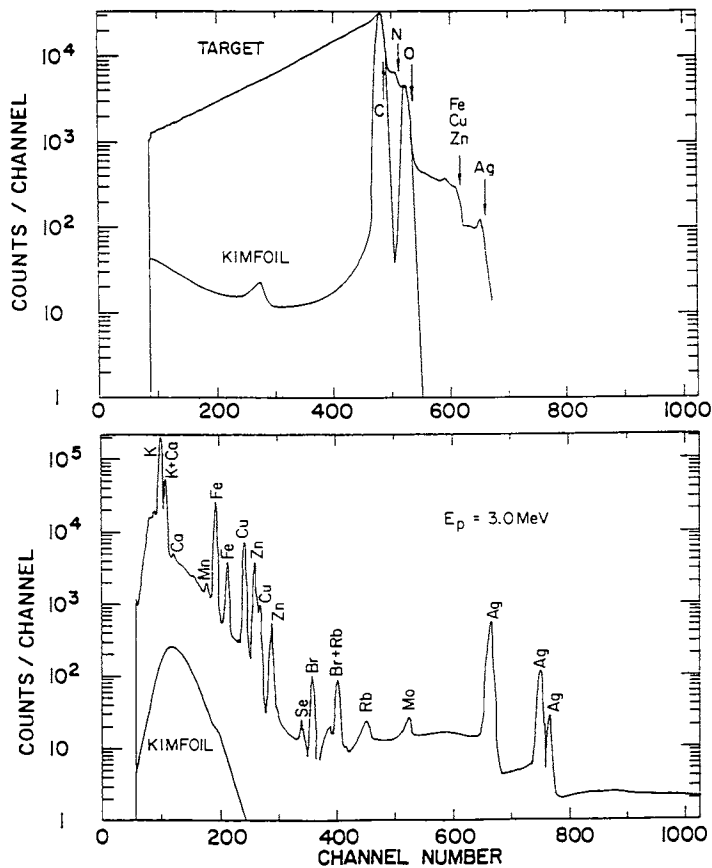 TARGET
N
O
C
Fe
Cu
Zn
Ag
KIMFOIL
COUNTS / CHANNEL
10⁴
10³
10²
10
1
0 200 400 600 800 1000
K
K+Ca
Ca
Mn
Fe
Fe
Cu
Zn
Cu
Zn
Se
Br
Br+Rb
Rb
Mo
Ag
Ag
Ag
E_p = 3.0 MeV
KIMFOIL
COUNTS / CHANNEL
10⁵
10⁴
10³
10²
10
1
0 200 400 600 800 1000
CHANNEL NUMBER